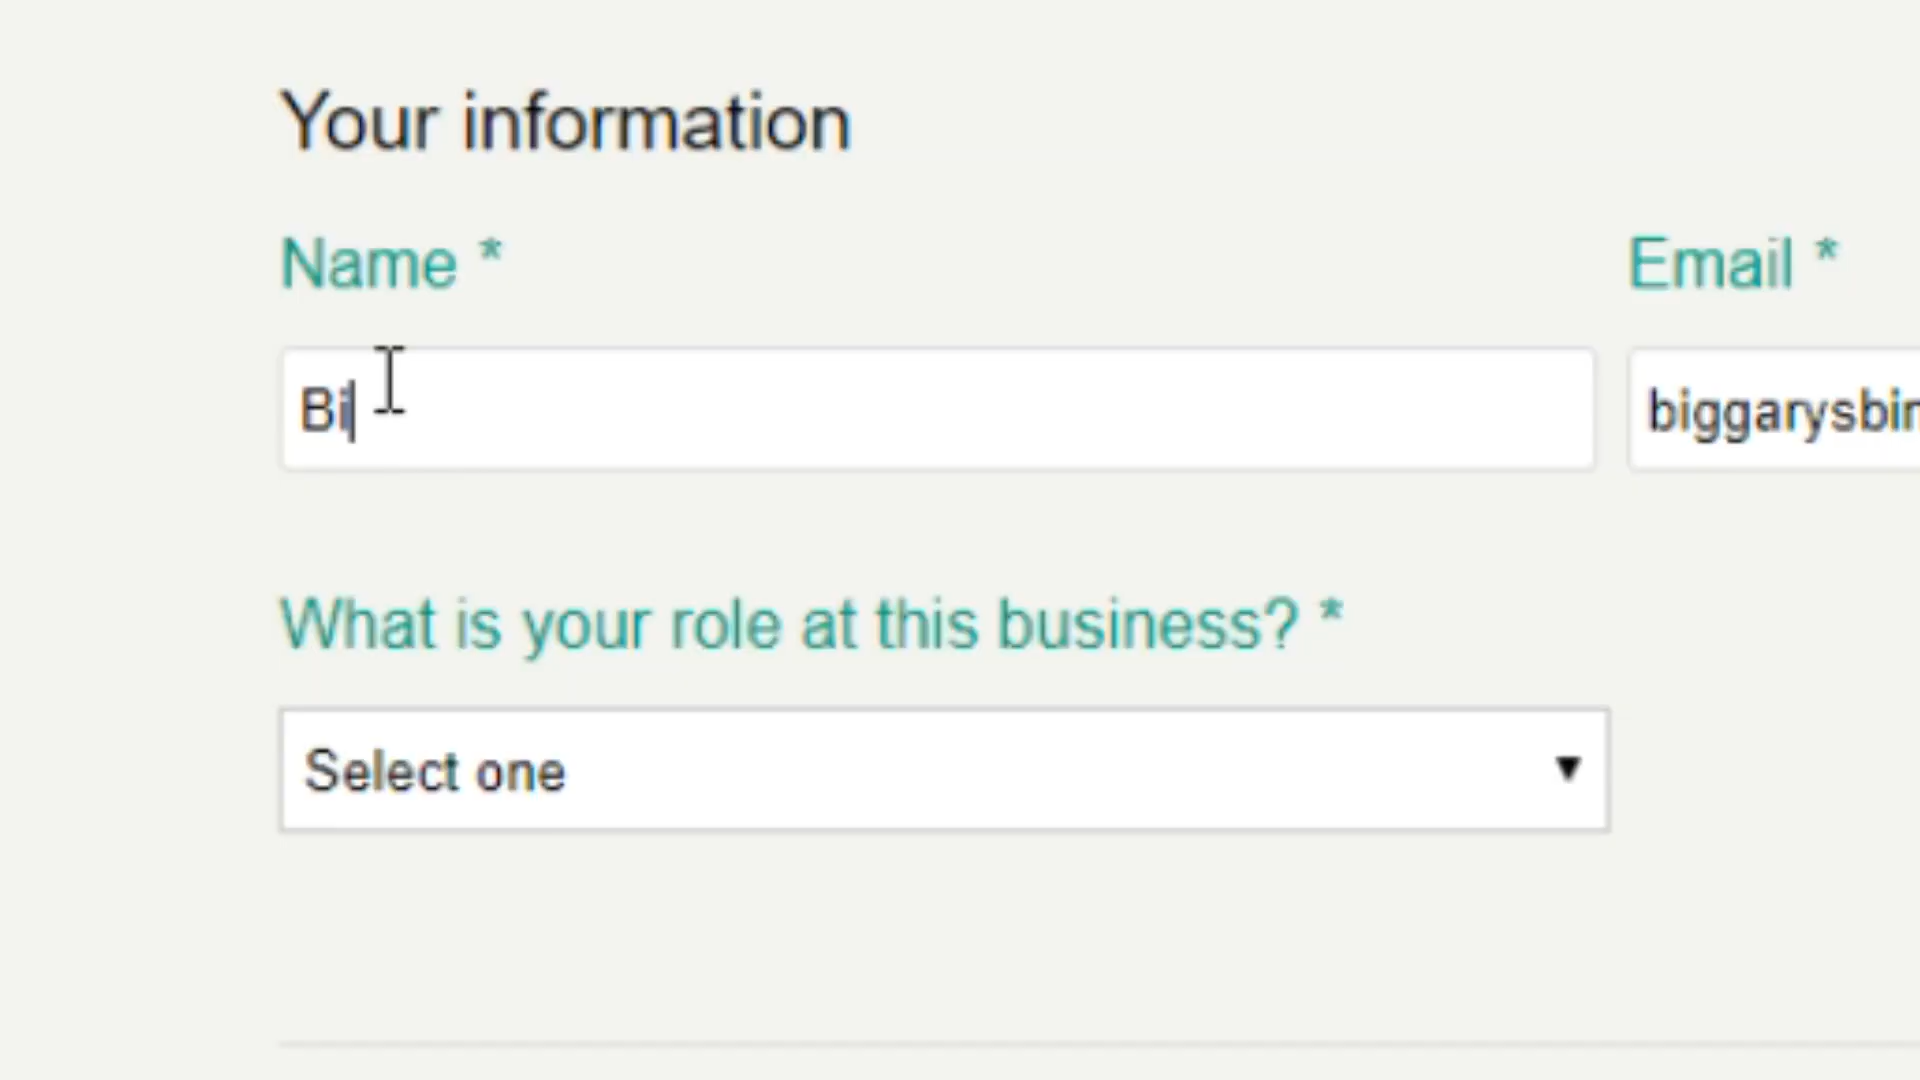 Your information
Name *
Email *
Bi
biggarysbin
What is your role at this business? *
Select one